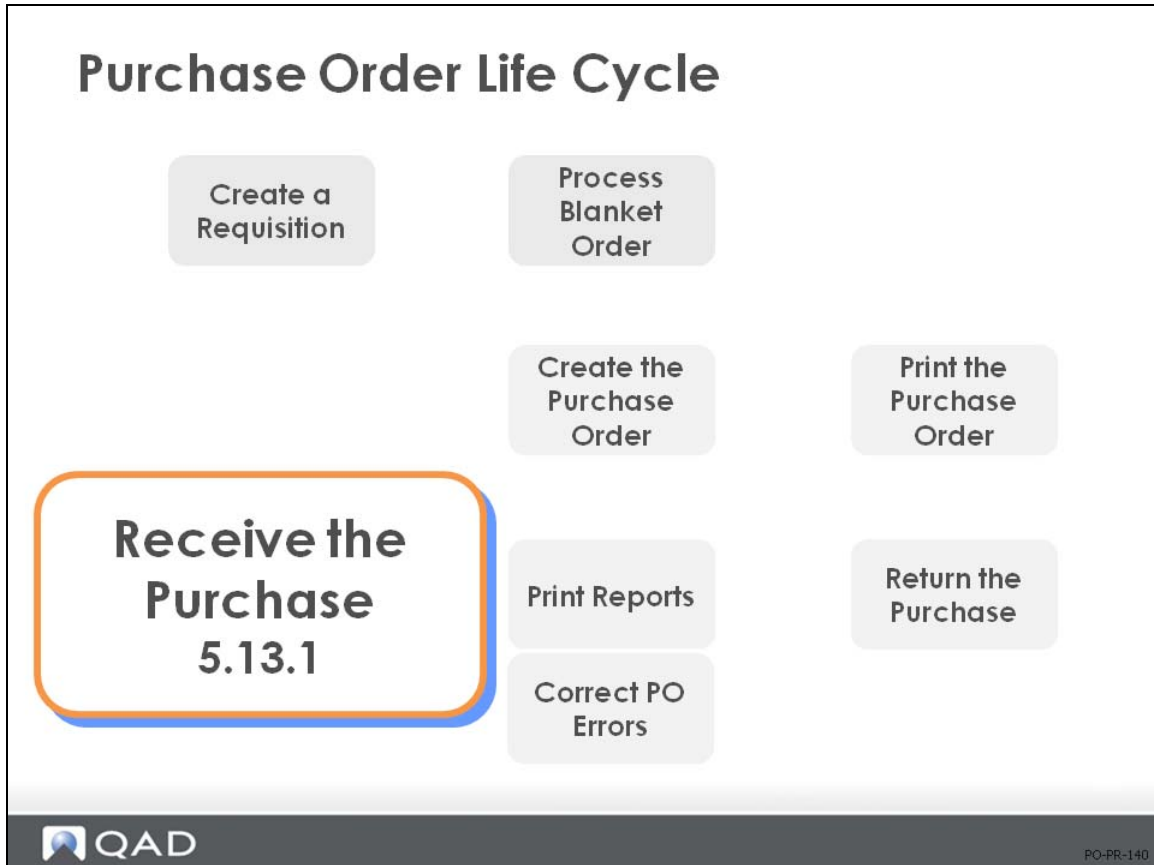 Purchase Order Life Cycle
Create a
Requisition
Process
Blanket
Order
Create the
Purchase
Order
Print the
Purchase
Order
Receive the
Purchase
5.13.1
Print Reports
Return the
Purchase
Correct PO
Errors
QAD
PO-PR-140